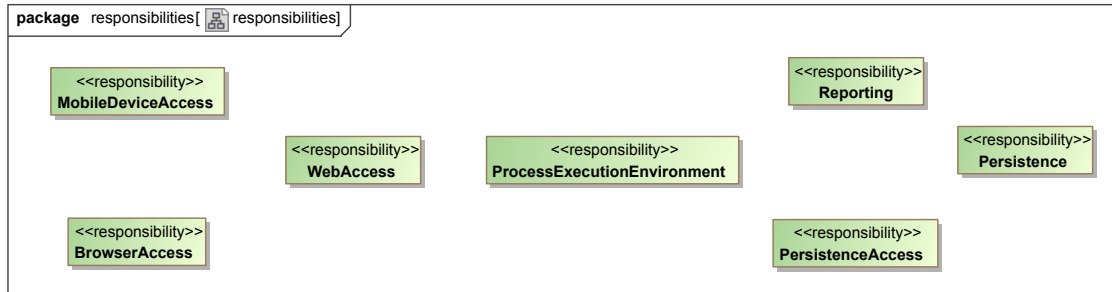 package responsibilities[ responsibilities]
<<responsibility>>
MobileDeviceAccess
<<responsibility>>
Reporting
<<responsibility>>
WebAccess
<<responsibility>>
ProcessExecutionEnvironment
<<responsibility>>
Persistence
<<responsibility>>
BrowserAccess
<<responsibility>>
PersistenceAccess